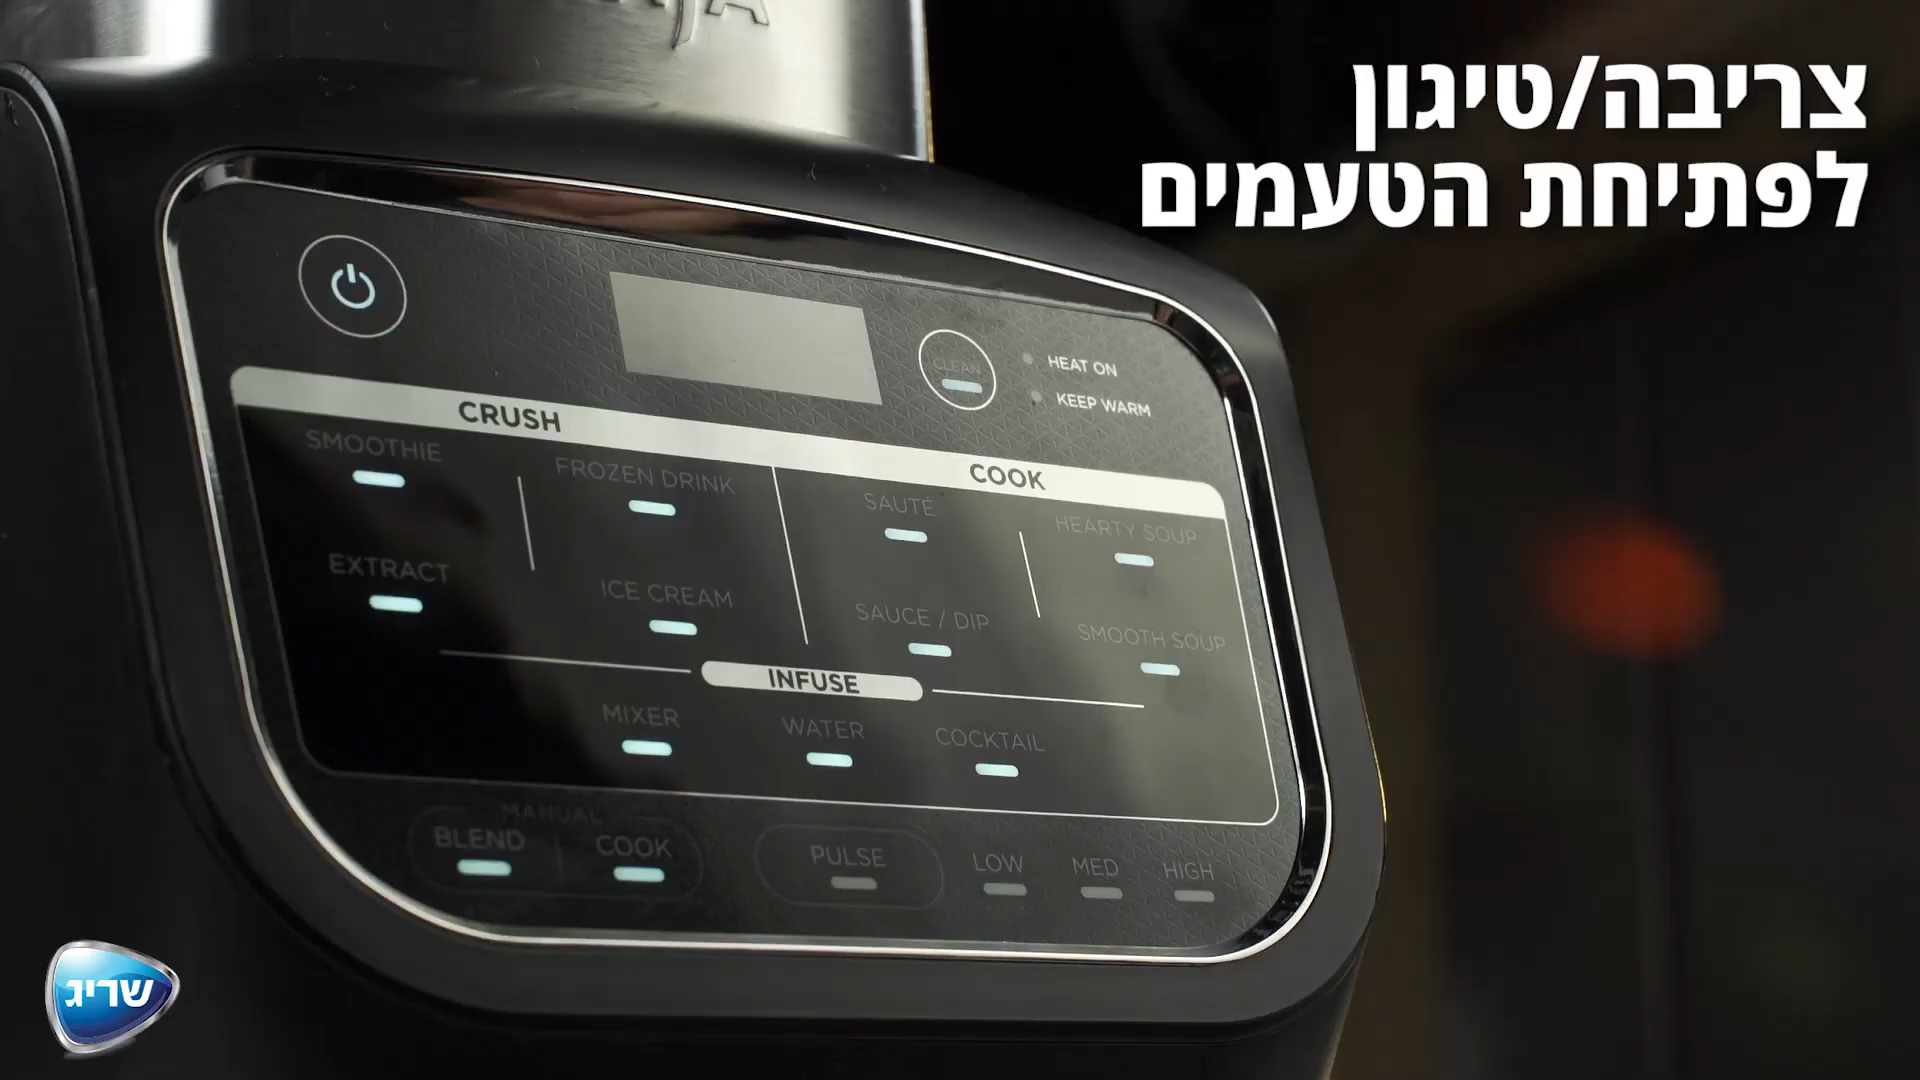 צריבה/טיגון
לפתיחת הטעמים
CLEAN
HEAT ON
KEEP WARM
CRUSH
COOK
SMOOTHIE
FROZEN DRINK
SAUTÉ
HEARTY SOUP
EXTRACT
ICE CREAM
SAUCE / DIP
SMOOTH SOUP
INFUSE
MIXER
WATER
COCKTAIL
MANUAL
BLEND
COOK
PULSE
LOW
MED
HIGH
שריג